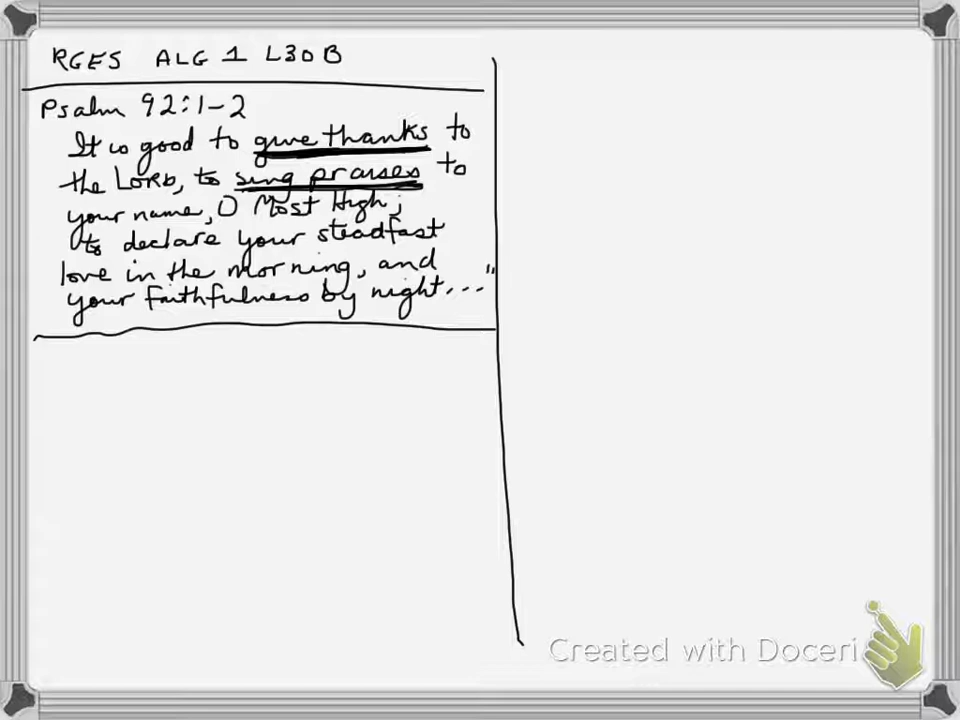 RGES ALG 1 L30B
Psalm 92:1-2
It is good to give thanks to
the LORD, to sing praises to
your name, O Most High;
to declare your steadfast
love in the morning, and
your faithfulness by night..."
Created with Doceri